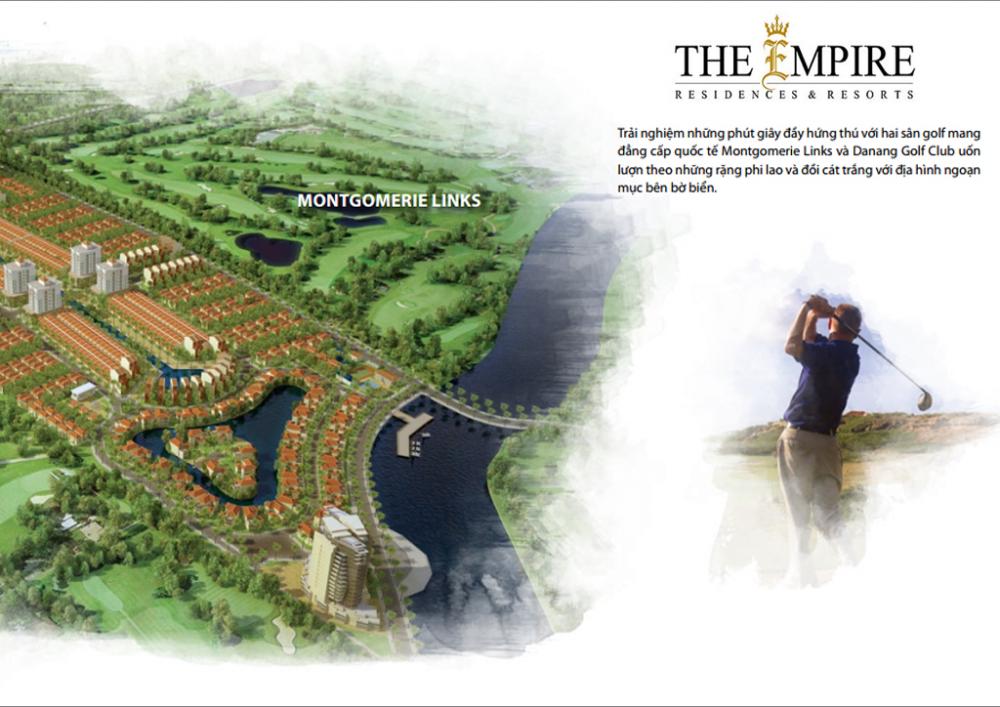 THE EMPIRE
RESIDENCES & RESORTS
Trải nghiệm những phút giây đầy hứng thú với hai sân golf mang
đẳng cấp quốc tế Montgomerie Links và Danang Golf Club uốn
lượn theo những rặng phi lao và đồi cát trắng với địa hình ngoạn
mục bên bờ biển.
MONTGOMERIE LINKS